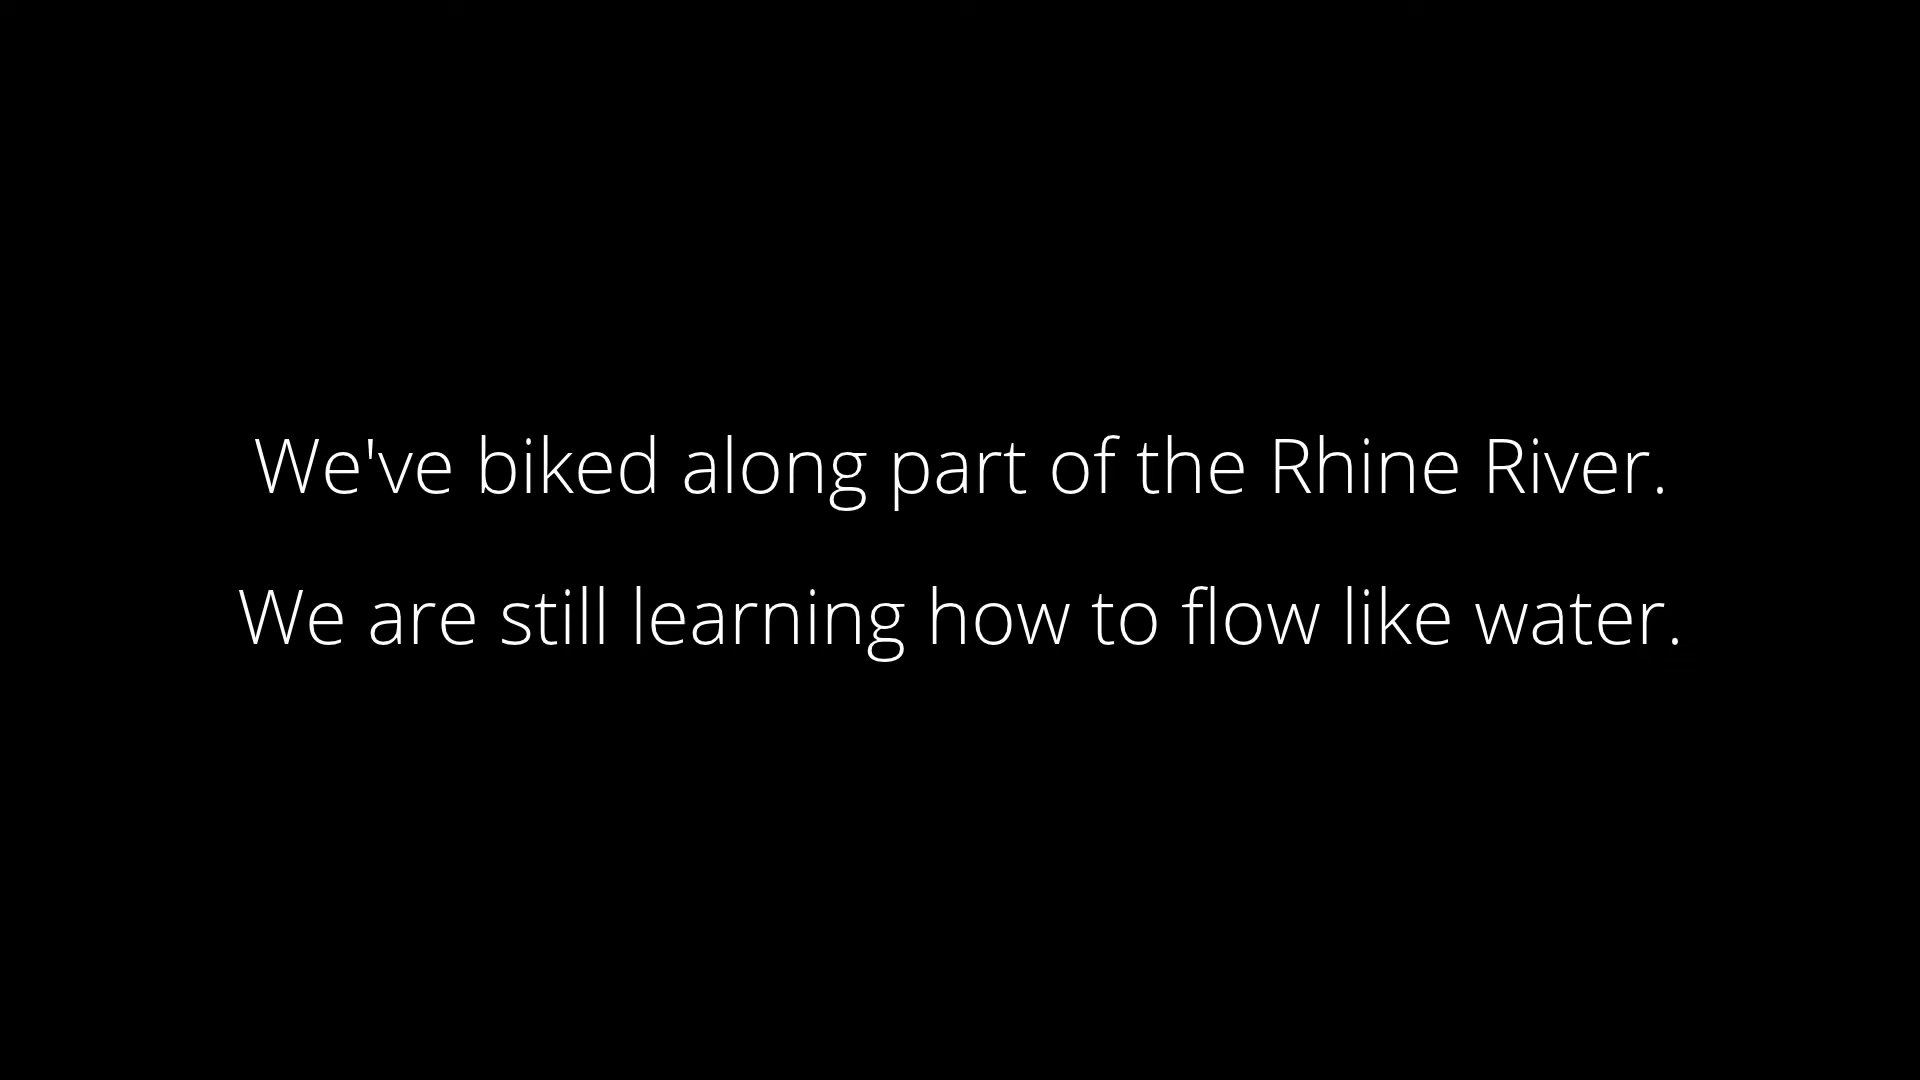 We've biked along part of the Rhine River.
We are still learning how to flow like water.